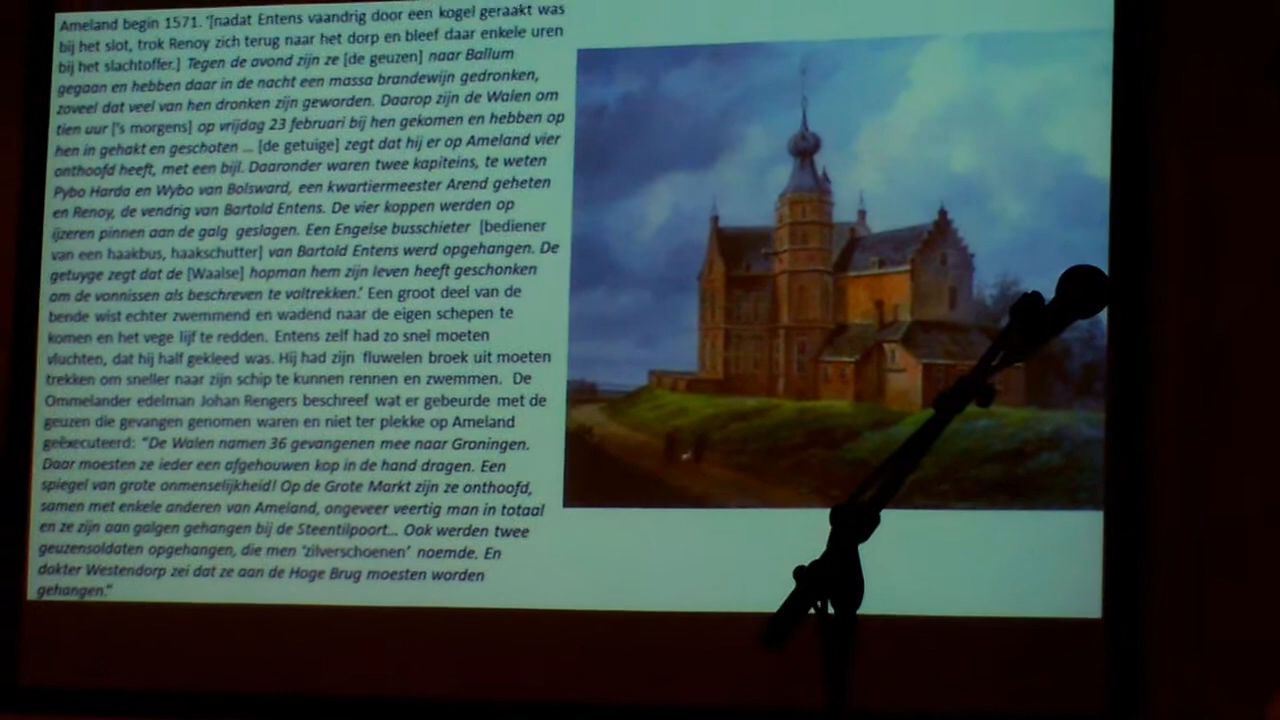 Ameland begin 1571. '[nadat Entens vaandrig door een kogel geraakt was
bij het slot, trok Renoy zich terug naar het dorp en bleef daar enkele uren
bij het slachtoffer.] Tegen de avond zijn ze [de geuzen] naar Ballum
gegaan en hebben daar in de nacht een massa brandewijn gedronken,
zoveel dat veel van hen dronken zijn geworden. Daarop zijn de Walen om
tien uur ['s morgens] op vrijdag 23 februari bij hen gekomen en hebben op
hen in gehakt en geschoten ... [de getuige] zegt dat hij er op Ameland vier
onthoofd heeft, met een bijl. Daaronder waren twee kapiteins, te weten
Pybo Harda en Wybo van Bolsward, een kwartiermeester Arend geheten
en Renoy, de vendrig van Bartold Entens. De vier koppen werden op
ijzeren pinnen aan de galg geslagen. Een Engelse busschieter [bediener
van een haakbus, haakschutter] van Bartold Entens werd opgehangen. De
getuyge zegt dat de [Waalse] hopman hem zijn leven heeft geschonken
om de vonnissen als beschreven te voltrekken.' Een groot deel van de
bende wist echter zwemmend en wadend naar de eigen schepen te
komen en het vege lijf te redden. Entens zelf had zo snel moeten
vluchten, dat hij half gekleed was. Hij had zijn fluwelen broek uit moeten
trekken om sneller naar zijn schip te kunnen rennen en zwemmen. De
Ommelander edelman Johan Rengers beschreef wat er gebeurde met de
geuzen die gevangen genomen waren en niet ter plekke op Ameland
geëxecuteerd: "De Walen namen 36 gevangenen mee naar Groningen.
Daar moesten ze ieder een afgehouwen kop in de hand dragen. Een
spiegel van grote onmenselijkheid! Op de Grote Markt zijn ze onthoofd,
samen met enkele anderen van Ameland, ongeveer veertig man in totaal
en ze zijn aan galgen gehangen bij de Steentilpoort... Ook werden twee
geuzensoldaten opgehangen, die men 'zilverschoenen' noemde. En
dokter Westendorp zei dat ze aan de Hoge Brug moesten worden
gehangen."